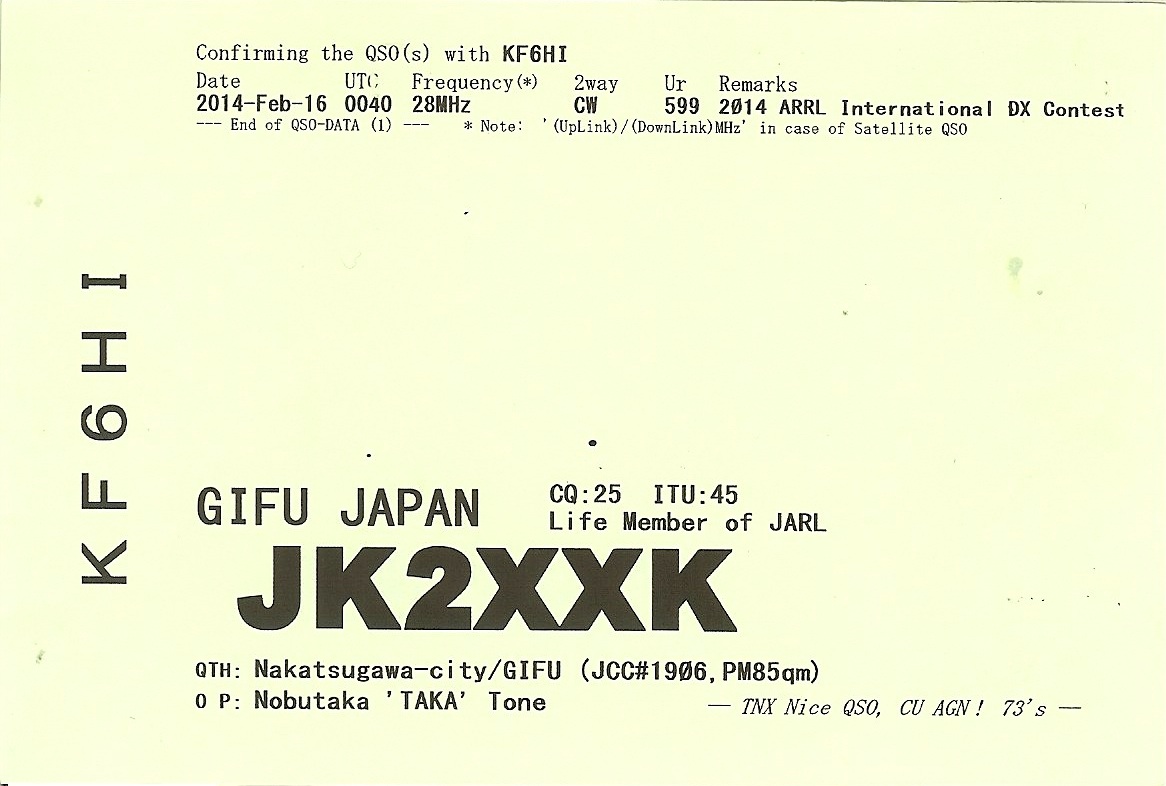 Confirming the QSO(s) with KF6HI
Date UTC Frequency(*) 2way Ur Remarks
2014-Feb-16 0040 28MHz CW 599 2014 ARRL International DX Contest
--- End of QSO-DATA (1) --- * Note: '(UpLink)/(DownLink)MHz' in case of Satellite QSO
KF6HI
GIFU JAPAN
CQ:25 ITU:45
Life Member of JARL
JK2XXK
QTH: Nakatsugawa-city/GIFU (JCC#1906,PM85qm)
O P: Nobutaka 'TAKA' Tone
— TNX Nice QSO, CU AGN! 73's —